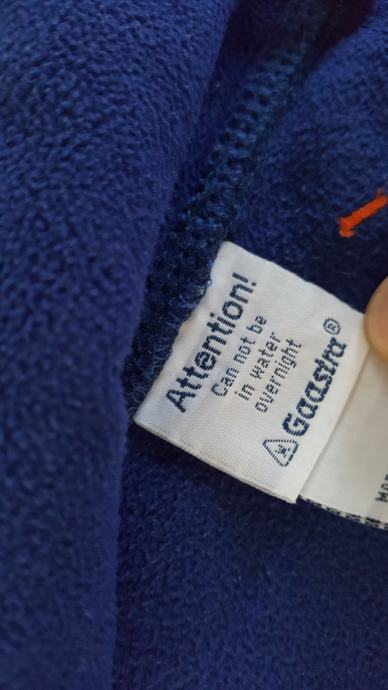 Attention!
Can not be
in water
overnight
Gaastra®